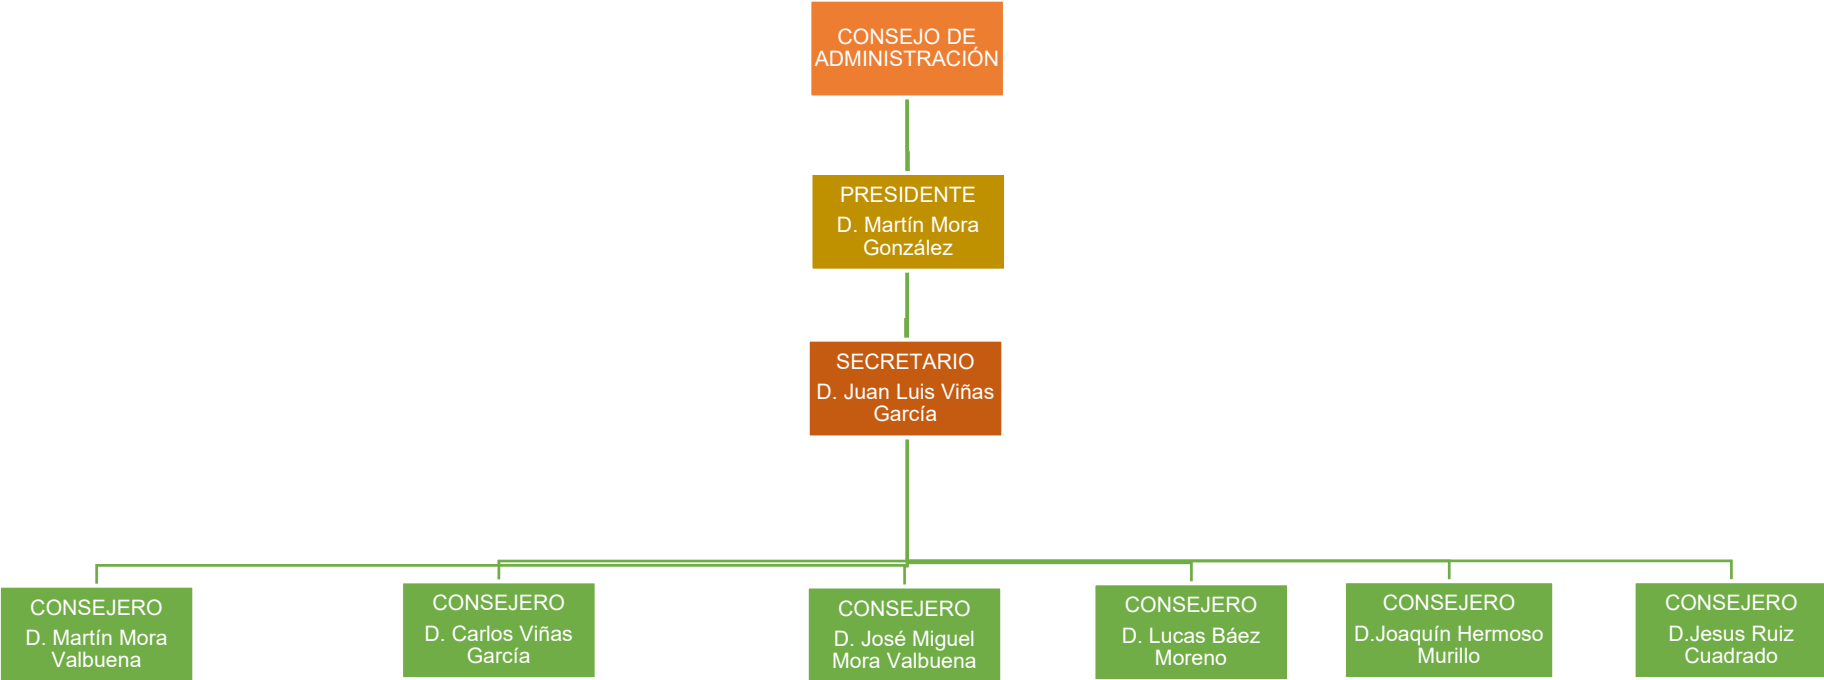 CONSEJO DE
ADMINISTRACIÓN
PRESIDENTE
D. Martín Mora
González
SECRETARIO
D. Juan Luis Viñas
García
CONSEJERO
D. Martín Mora
Valbuena
CONSEJERO
D. Carlos Viñas
García
CONSEJERO
D. José Miguel
Mora Valbuena
CONSEJERO
D. Lucas Báez
Moreno
CONSEJERO
D.Joaquín Hermoso
Murillo
CONSEJERO
D.Jesus Ruiz
Cuadrado